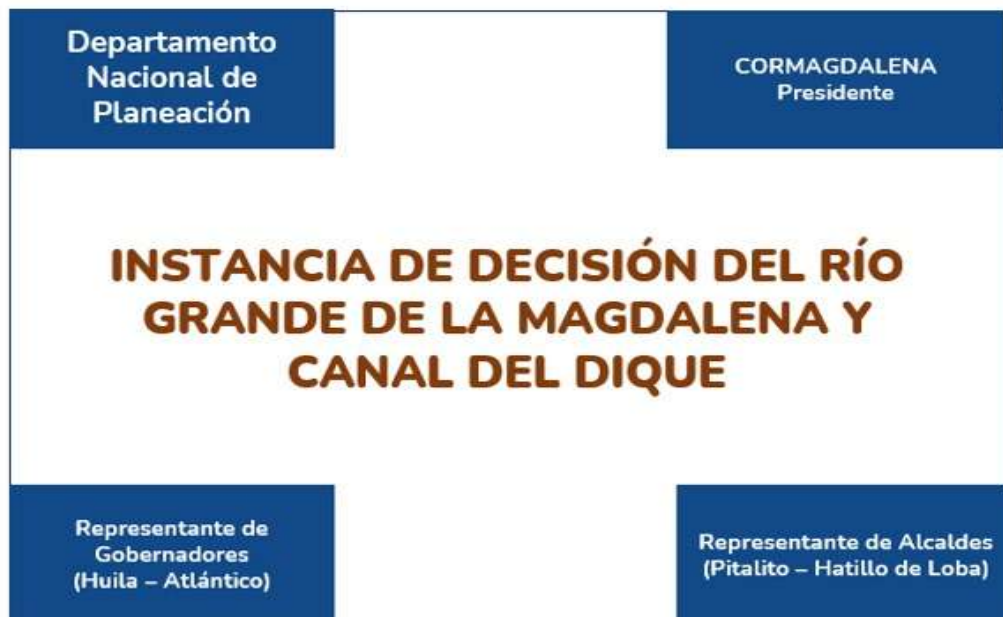 Departamento
Nacional de
Planeación
CORMAGDALENA
Presidente
INSTANCIA DE DECISIÓN DEL RÍO
GRANDE DE LA MAGDALENA Y
CANAL DEL DIQUE
Representante de
Gobernadores
(Huila – Atlántico)
Representante de Alcaldes
(Pitalito – Hatillo de Loba)